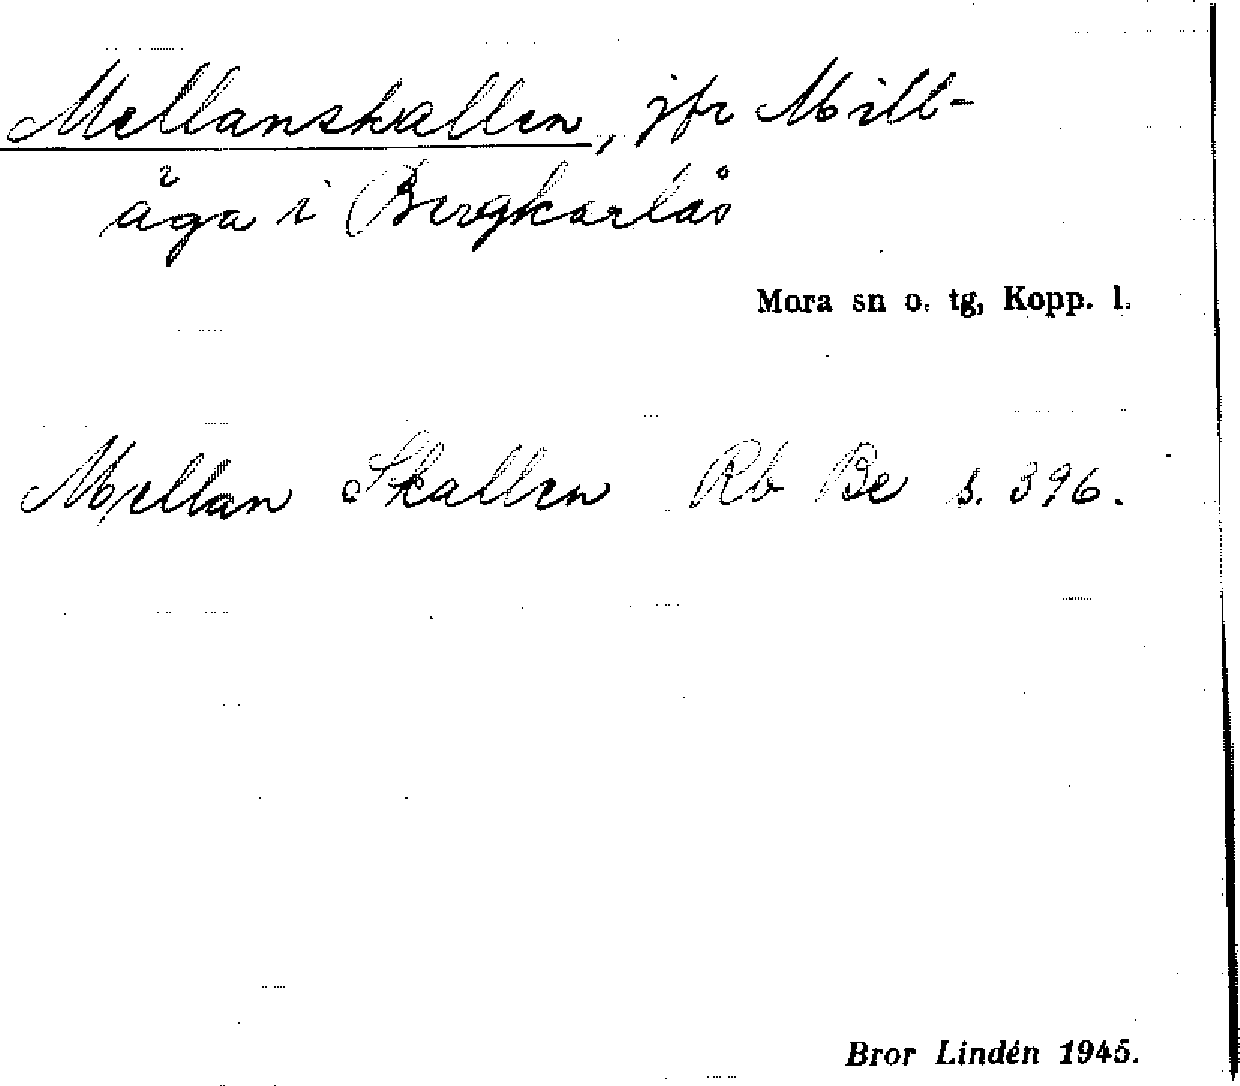 Mellanskallen, jfr Mill-
åga i Bergkarlås
Mora sn o. tg, Kopp. l.
Mellan Skallen Rb Be s. 396.
Bror Lindén 1945.